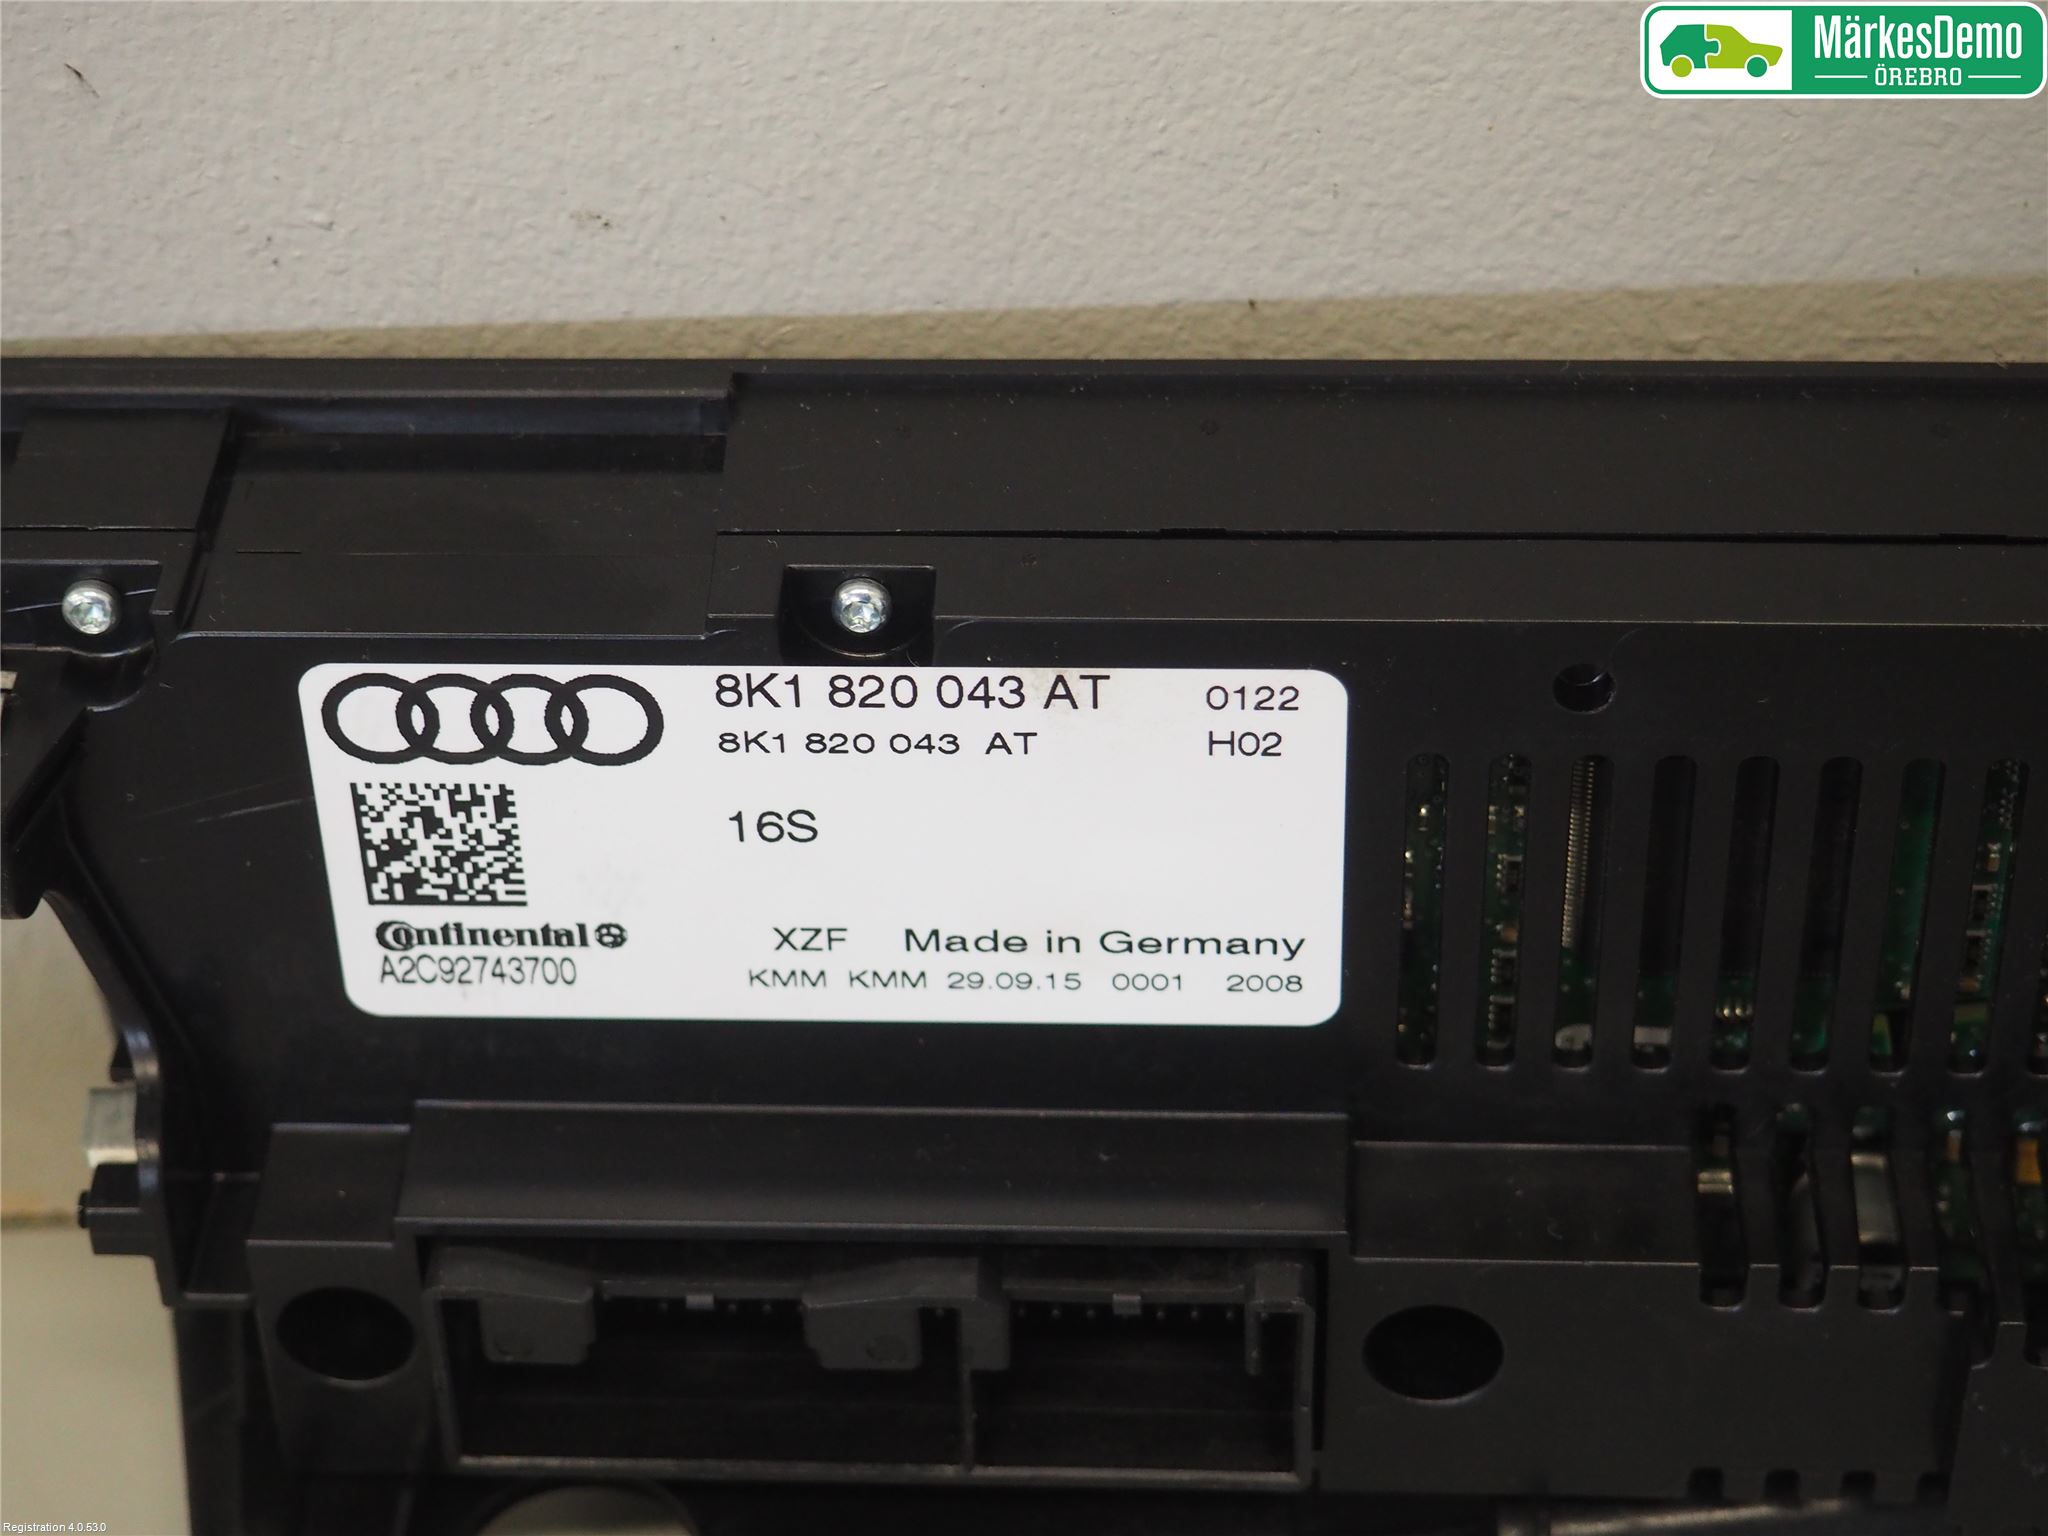 MärkesDemo
ÖREBRO
8K1 820 043 AT 0122
8K1 820 043 AT H02
16S
Continental
A2C92743700
XZF Made in Germany
KMM KMM 29.09.15 0001 2008
Registration 4.0.53.0